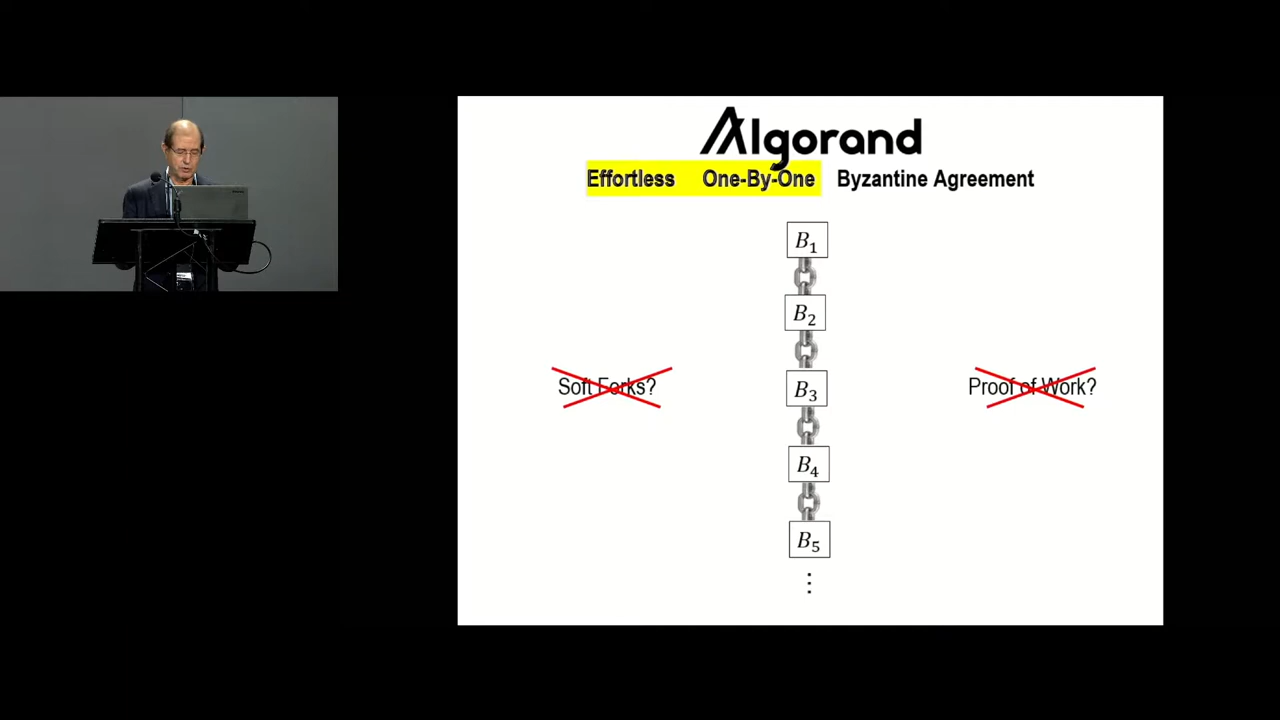 Algorand
Effortless One-By-One Byzantine Agreement
B1
B2
Soft Forks?
B3
Proof of Work?
B4
B5
⋮